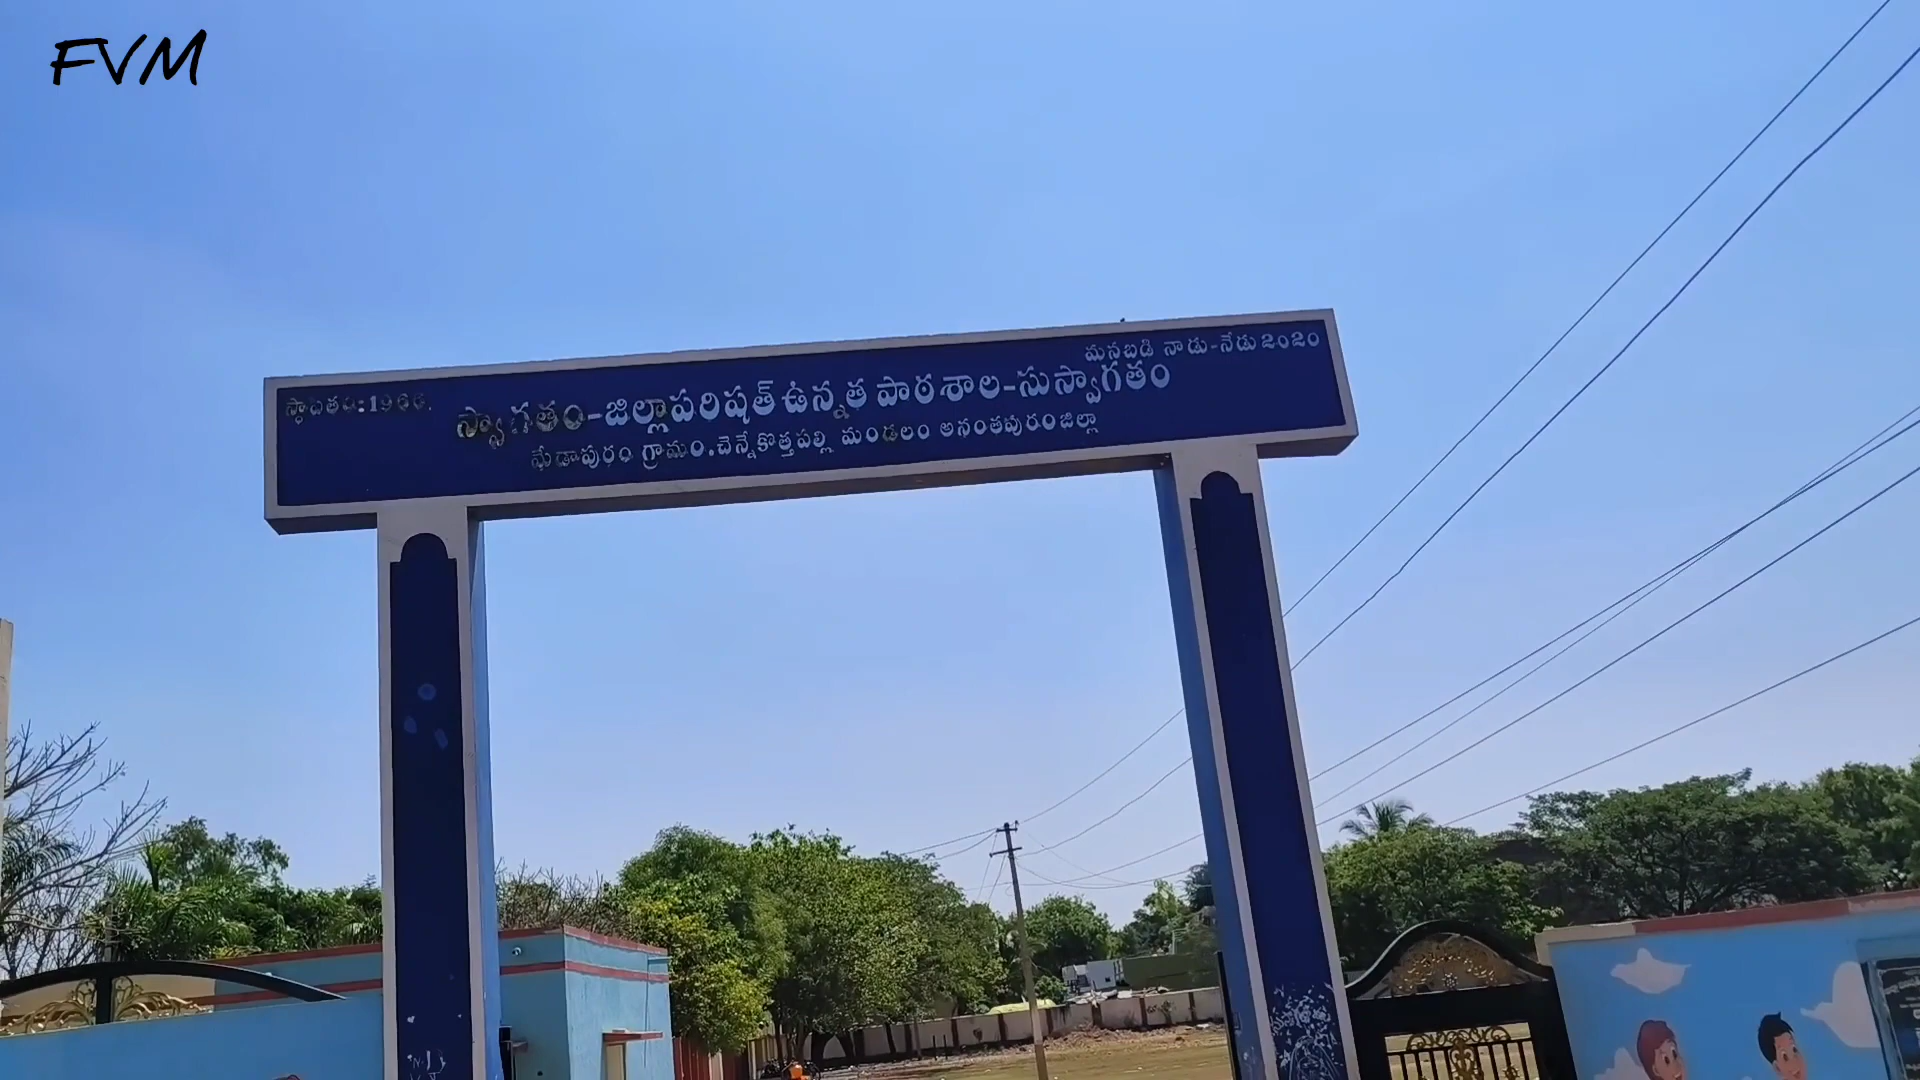 FVM
మనబడి నాడు-నేడు 2020
స్థాపితం:1966.
స్వాగతం-జిల్లాపరిషత్ ఉన్నత పాఠశాల-సుస్వాగతం
మేడాపురం గ్రామం.చెన్నేకొత్తపల్లి మండలం అనంతపురంజిల్లా